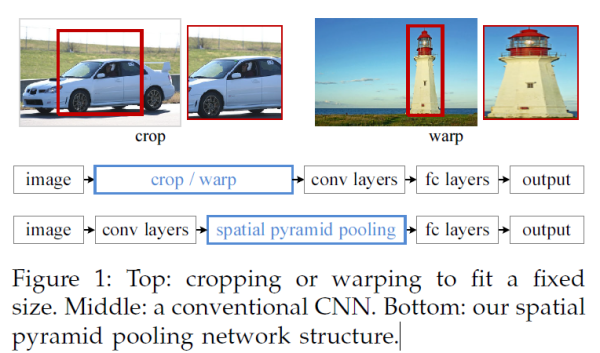 crop
warp
image crop / warp conv layers fc layers output
image conv layers spatial pyramid pooling fc layers output
Figure 1: Top: cropping or warping to fit a fixed
size. Middle: a conventional CNN. Bottom: our spatial
pyramid pooling network structure.